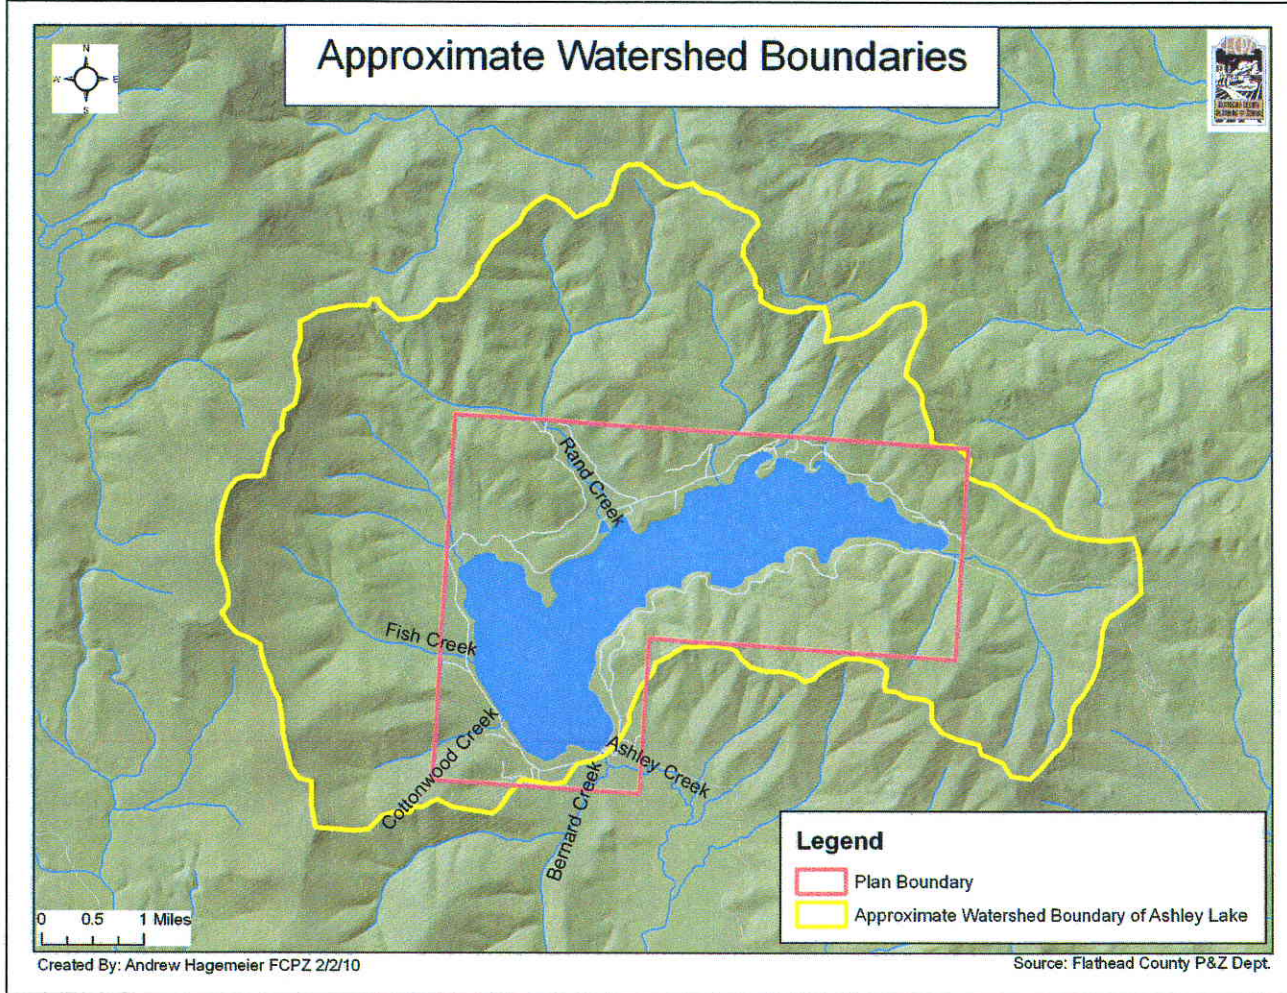 Approximate Watershed Boundaries
N
E
S
Rand Creek
Fish Creek
Cottonwood Creek
Ashley Creek
Bernard Creek
Legend
Plan Boundary
Approximate Watershed Boundary of Ashley Lake
0 0.5 1 Miles
Created By: Andrew Hagemeier FCPZ 2/2/10
Source: Flathead County P&Z Dept.